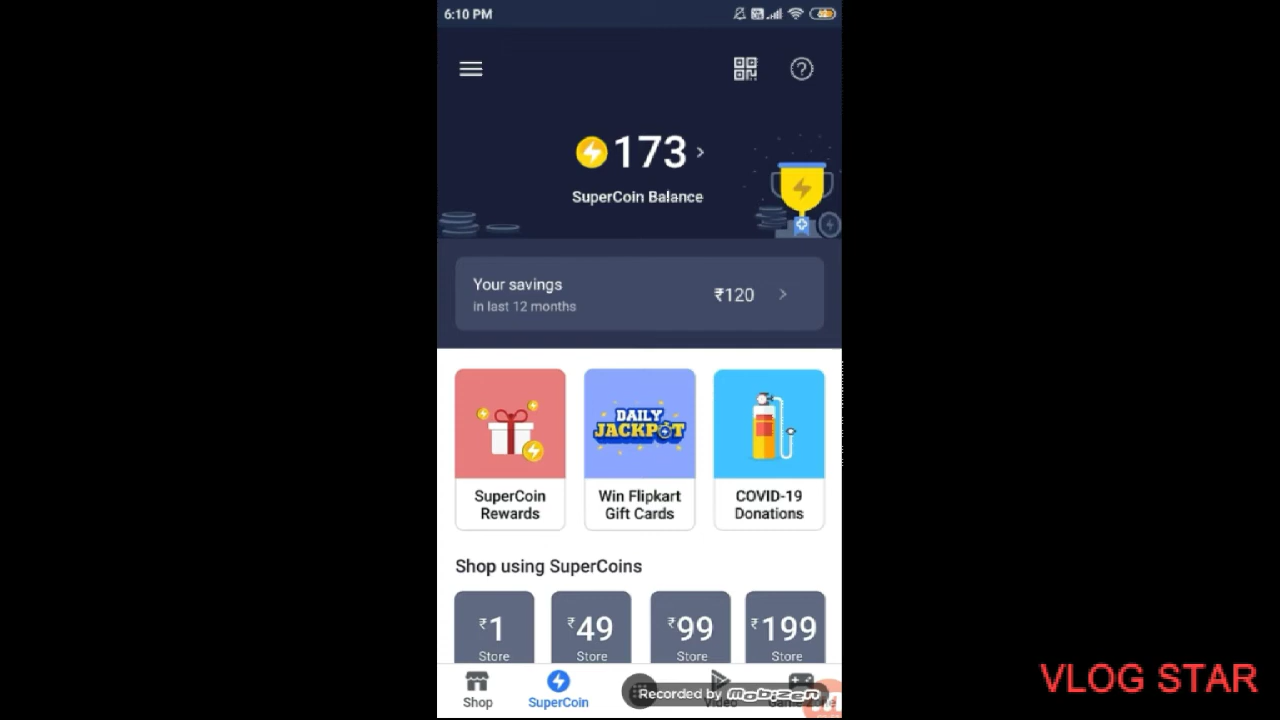 6:10 PM
173
SuperCoin Balance
Your savings
in last 12 months
₹120
DAILY
JACKPOT
SuperCoin
Rewards
Win Flipkart
Gift Cards
COVID-19
Donations
Shop using SuperCoins
₹1
Store
₹49
Store
₹99
Store
₹199
Store
Shop
SuperCoin
Video
Recorded by Mobizen
VLOG STAR